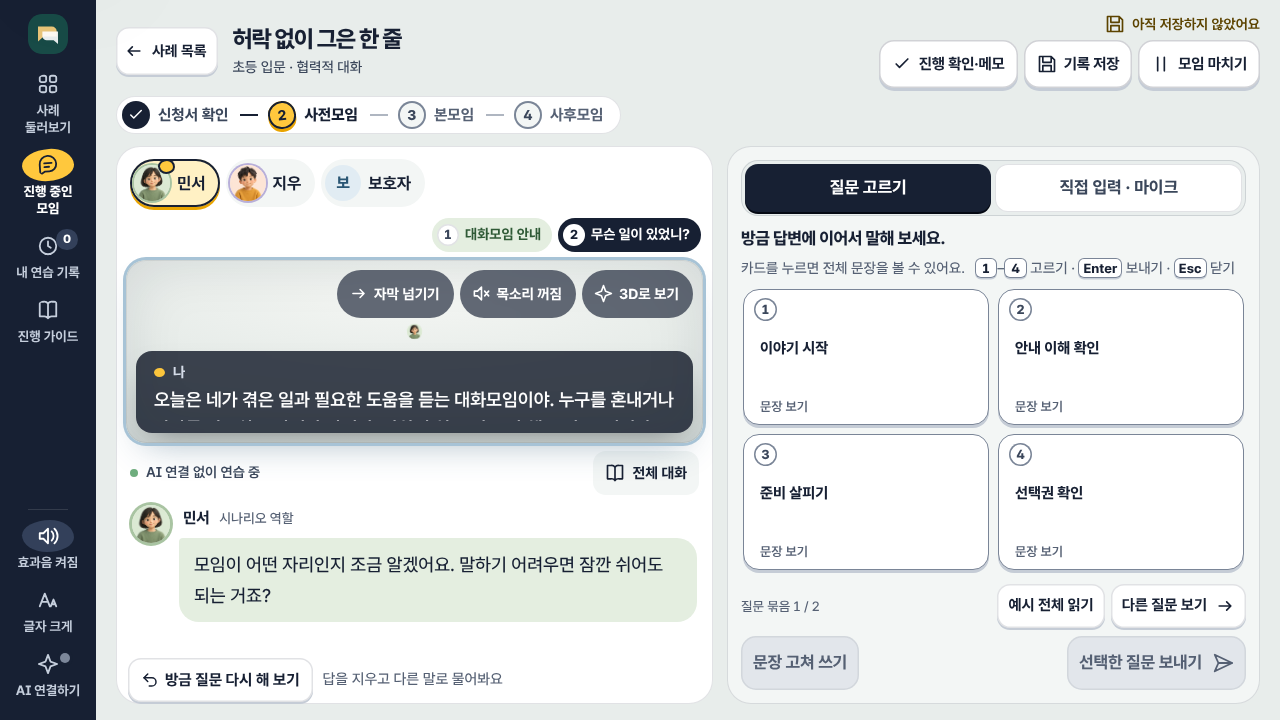 사례
둘러보기
진행 중인
모임
0
내 연습 기록
진행 가이드
효과음 켜짐
글자 크게
AI 연결하기
사례 목록
허락 없이 그은 한 줄
초등 입문 · 협력적 대화
아직 저장하지 않았어요
진행 확인·메모
기록 저장
모임 마치기
신청서 확인
2 사전모임
3 본모임
4 사후모임
민서
지우
보 보호자
1 대화모임 안내
2 무슨 일이 있었니?
자막 넘기기
목소리 꺼짐
3D로 보기
나
오늘은 네가 겪은 일과 필요한 도움을 듣는 대화모임이야. 누구를 혼내거나
AI 연결 없이 연습 중
전체 대화
민서 시나리오 역할
모임이 어떤 자리인지 조금 알겠어요. 말하기 어려우면 잠깐 쉬어도
되는 거죠?
방금 질문 다시 해 보기
답을 지우고 다른 말로 물어봐요
질문 고르기
직접 입력 · 마이크
방금 답변에 이어서 말해 보세요.
카드를 누르면 전체 문장을 볼 수 있어요. 1–4 고르기 · Enter 보내기 · Esc 닫기
1
이야기 시작
문장 보기
2
안내 이해 확인
문장 보기
3
준비 살피기
문장 보기
4
선택권 확인
문장 보기
질문 묶음 1 / 2
예시 전체 읽기
다른 질문 보기
문장 고쳐 쓰기
선택한 질문 보내기